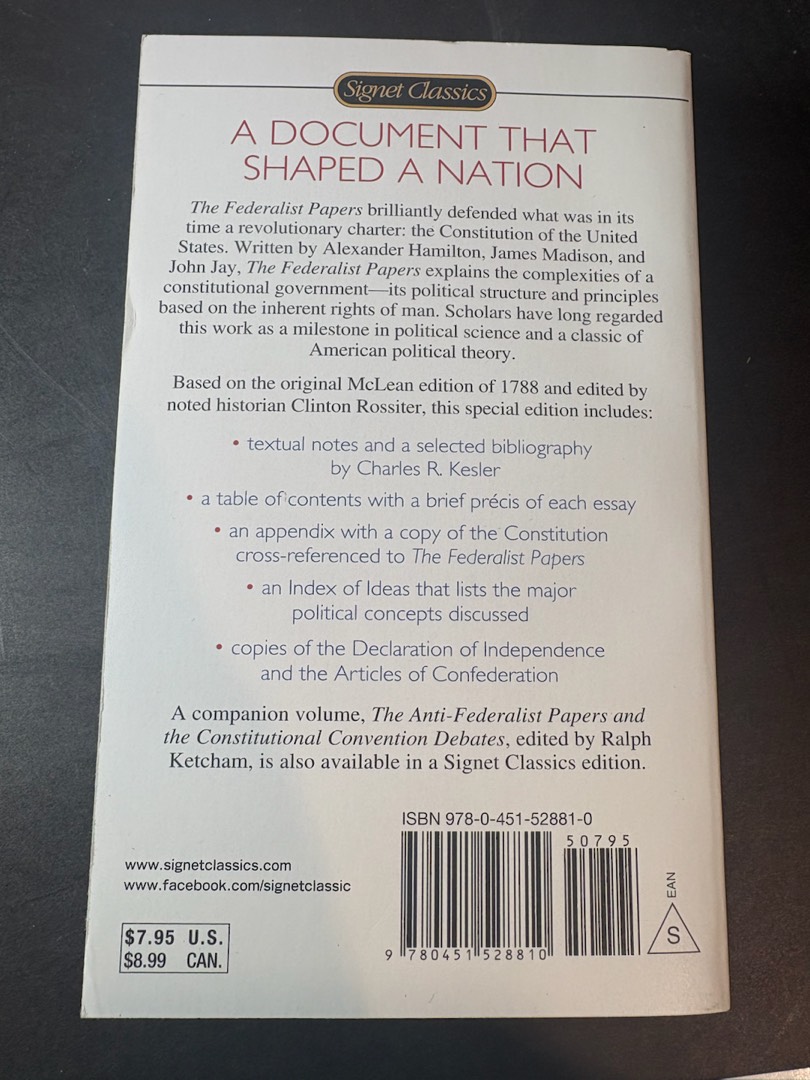 Signet Classics
A DOCUMENT THAT
SHAPED A NATION
The Federalist Papers brilliantly defended what was in its
time a revolutionary charter: the Constitution of the United
States. Written by Alexander Hamilton, James Madison, and
John Jay, The Federalist Papers explains the complexities of a
constitutional government—its political structure and principles
based on the inherent rights of man. Scholars have long regarded
this work as a milestone in political science and a classic of
American political theory.
Based on the original McLean edition of 1788 and edited by
noted historian Clinton Rossiter, this special edition includes:
• textual notes and a selected bibliography
by Charles R. Kesler
• a table of contents with a brief précis of each essay
• an appendix with a copy of the Constitution
cross-referenced to The Federalist Papers
• an Index of Ideas that lists the major
political concepts discussed
• copies of the Declaration of Independence
and the Articles of Confederation
A companion volume, The Anti-Federalist Papers and
the Constitutional Convention Debates, edited by Ralph
Ketcham, is also available in a Signet Classics edition.
ISBN 978-0-451-52881-0
50795
www.signetclassics.com
www.facebook.com/signetclassic
EAN
S
$7.95 U.S.
$8.99 CAN.
9 780451 528810